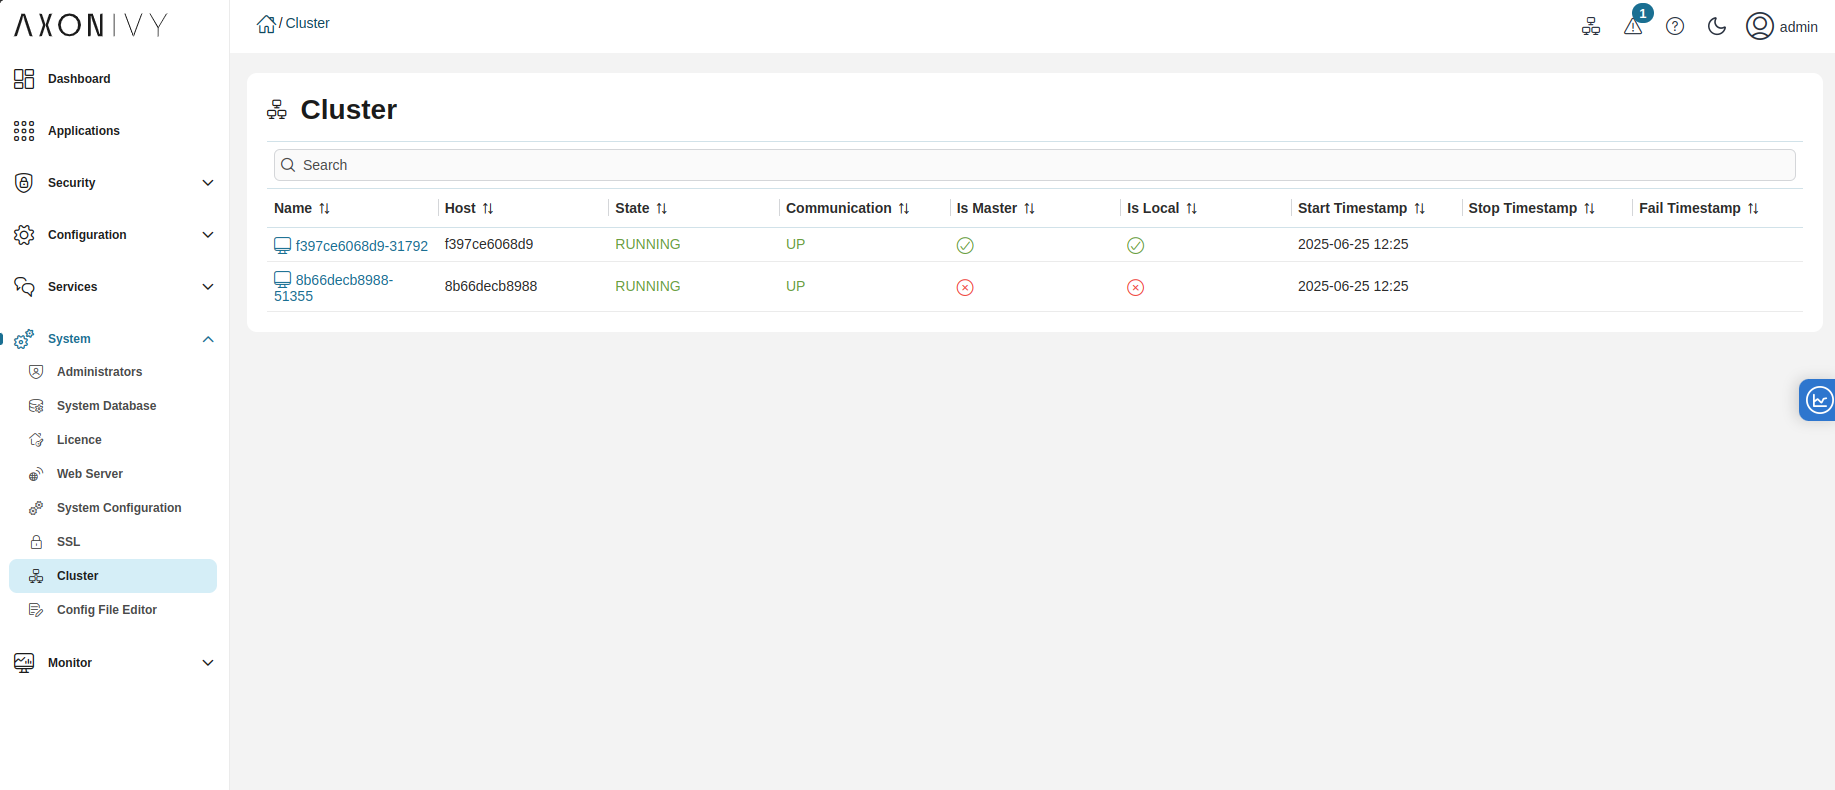 AXONIVY
/ Cluster
1
admin
Dashboard
Applications
Security
Configuration
Services
System
Administrators
System Database
Licence
Web Server
System Configuration
SSL
Cluster
Config File Editor
Monitor
Cluster
Search
Name Host State Communication Is Master Is Local Start Timestamp Stop Timestamp Fail Timestamp
f397ce6068d9-31792 f397ce6068d9 RUNNING UP 2025-06-25 12:25
8b66decb8988-
51355 8b66decb8988 RUNNING UP 2025-06-25 12:25